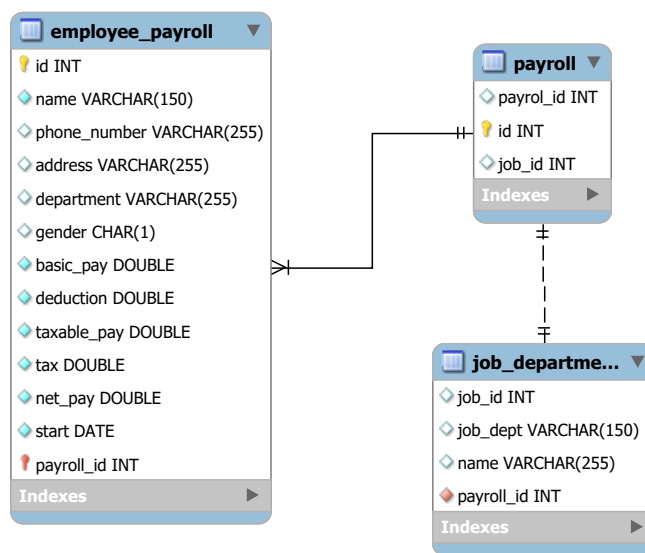 employee_payroll
id INT
name VARCHAR(150)
phone_number VARCHAR(255)
address VARCHAR(255)
department VARCHAR(255)
gender CHAR(1)
basic_pay DOUBLE
deduction DOUBLE
taxable_pay DOUBLE
tax DOUBLE
net_pay DOUBLE
start DATE
payroll_id INT
Indexes
payroll
payrol_id INT
id INT
job_id INT
Indexes
job_departme...
job_id INT
job_dept VARCHAR(150)
name VARCHAR(255)
payroll_id INT
Indexes